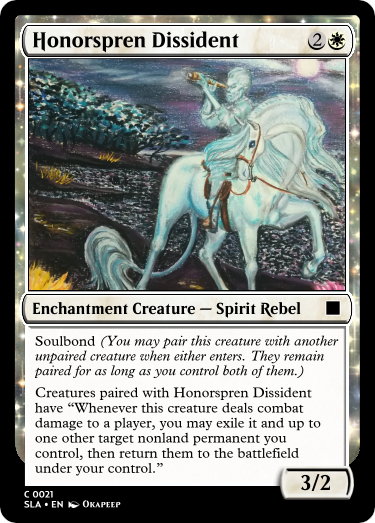 Honorspren Dissident 2
Enchantment Creature — Spirit Rebel
Soulbond (You may pair this creature with another
unpaired creature when either enters. They remain
paired for as long as you control both of them.)
Creatures paired with Honorspren Dissident
have “Whenever this creature deals combat
damage to a player, you may exile it and up to
one other target nonland permanent you
control, then return them to the battlefield
under your control.”
3/2
C 0021
SLA • EN Okapeep